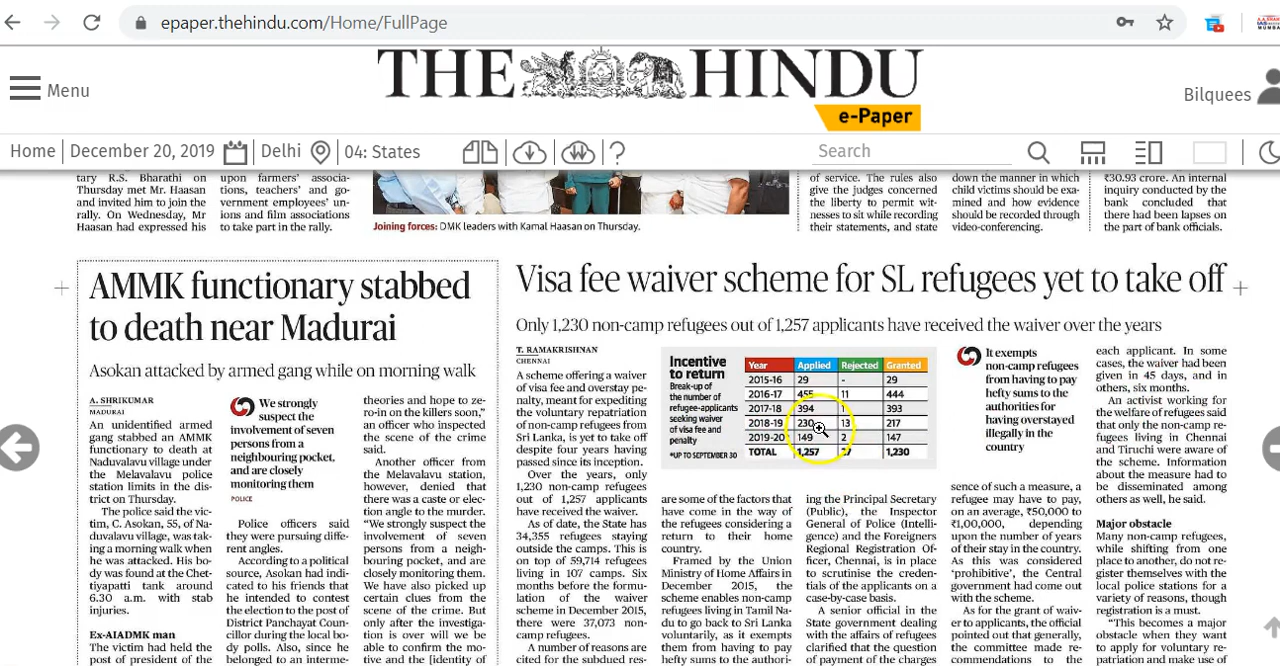 epaper.thehindu.com/Home/FullPage
THE HINDU
e-Paper
Menu
Bilquees
Home
December 20, 2019
Delhi
04: States
?
Search
tary R.S. Bharathi on
Thursday met Mr. Haasan
and invited him to join the
rally. On Wednesday, Mr
Haasan had expressed his
upon farmers' associa-
tions, teachers' and go-
vernment employees' un-
ions and film associations
to take part in the rally.
Joining forces: DMK leaders with Kamal Haasan on Thursday.
of service. The rules also
give the judges concerned
the liberty to permit wit-
nesses to sit while recording
their statements, and state
down the manner in which
child victims should be exa-
mined and how evidence
should be recorded through
video-conferencing.
₹30.93 crore. An internal
inquiry conducted by the
bank concluded that
there had been lapses on
the part of bank officials.
AMMK functionary stabbed
to death near Madurai
Asokan attacked by armed gang while on morning walk
A. SHRIKUMAR
MADURAI
An unidentified armed
gang stabbed an AMMK
functionary to death at
Naduvalavu village under
the Melavalavu police
station limits in the dis-
trict on Thursday.
The police said the vic-
tim, C. Asokan, 55, of Na-
duvalavu village, was tak-
ing a morning walk when
he was attacked. His bo-
dy was found at the Chet-
tiyapatti tank around
6.30 a.m. with stab
injuries.
Ex-AIADMK man
The victim had held the
post of president of the
We strongly
suspect the
involvement of seven
persons from a
neighbouring pocket,
and are closely
monitoring them
POLICE
Police officers said
they were pursuing diffe-
rent angles.
According to a political
source, Asokan had indi-
cated to his friends that
he intended to contest
the election to the post of
District Panchayat Coun-
cillor during the local bo-
dy polls. Also, since he
belonged to an interme-
theories and hope to ze-
ro-in on the killers soon,"
an officer who inspected
the scene of the crime
said.
Another officer from
the Melavalavu station,
however, denied that
there was a caste or elec-
tion angle to the murder.
"We strongly suspect the
involvement of seven
persons from a neigh-
bouring pocket, and are
closely monitoring them.
We have also picked up
certain clues from the
scene of the crime. But
only after the investiga-
tion is over will we be
able to confirm the mo-
tive and the [identity of
Visa fee waiver scheme for SL refugees yet to take off
Only 1,230 non-camp refugees out of 1,257 applicants have received the waiver over the years
T. RAMAKRISHNAN
CHENNAI
A scheme offering a waiver
of visa fee and overstay pe-
nalty, meant for expediting
the voluntary repatriation
of non-camp refugees from
Sri Lanka, is yet to take off
despite four years having
passed since its inception.
Over the years, only
1,230 non-camp refugees
out of 1,257 applicants
have received the waiver.
As of date, the State has
34,355 refugees staying
outside the camps. This is
on top of 59,714 refugees
living in 107 camps. Six
months before the formu-
lation of the waiver
scheme in December 2015,
there were 37,073 non-
camp refugees.
A number of reasons are
cited for the subdued res-
Incentive
to return
Break-up of
the number of
refugee-applicants
seeking waiver
of visa fee and
penalty
*UP TO SEPTEMBER 30
Year Applied Rejected Granted
2015-16 29 - 29
2016-17 455 11 444
2017-18 394 393
2018-19 230 13 217
2019-20 149 2 147
TOTAL 1,257 27 1,230
are some of the factors that
have come in the way of
the refugees considering a
return to their home
country.
Framed by the Union
Ministry of Home Affairs in
December 2015, the
scheme enables non-camp
refugees living in Tamil Na-
du to go back to Sri Lanka
voluntarily, as it exempts
them from having to pay
hefty sums to the authori-
ing the Principal Secretary
(Public), the Inspector
General of Police (Intelli-
gence) and the Foreigners
Regional Registration Of-
ficer, Chennai, is in place
to scrutinise the creden-
tials of the applicants on
a case-by-case basis.
A senior official in the
State government dealing
with the affairs of refugees
clarified that the question
of payment of the charges
It exempts
non-camp refugees
from having to pay
hefty sums to the
authorities for
having overstayed
illegally in the
country
sence of such a measure, a
refugee may have to pay,
on an average, ₹50,000 to
₹1,00,000, depending
upon the number of years
of their stay in the country.
As this was considered
'prohibitive', the Central
government had come out
with the scheme.
As for the grant of waiv-
er to applicants, the official
pointed out that generally,
the committee made re-
commendations to the
each applicant. In some
cases, the waiver had been
given in 45 days, and in
others, six months.
An activist working for
the welfare of refugees said
that only the non-camp re-
fugees living in Chennai
and Tiruchi were aware of
the scheme. Information
about the measure had to
be disseminated among
others as well, he said.
Major obstacle
Many non-camp refugees,
while shifting from one
place to another, do not re-
gister themselves with the
local police stations for a
variety of reasons, though
registration is a must.
"This becomes a major
obstacle when they want
to apply for voluntary re-
patriation and make use of